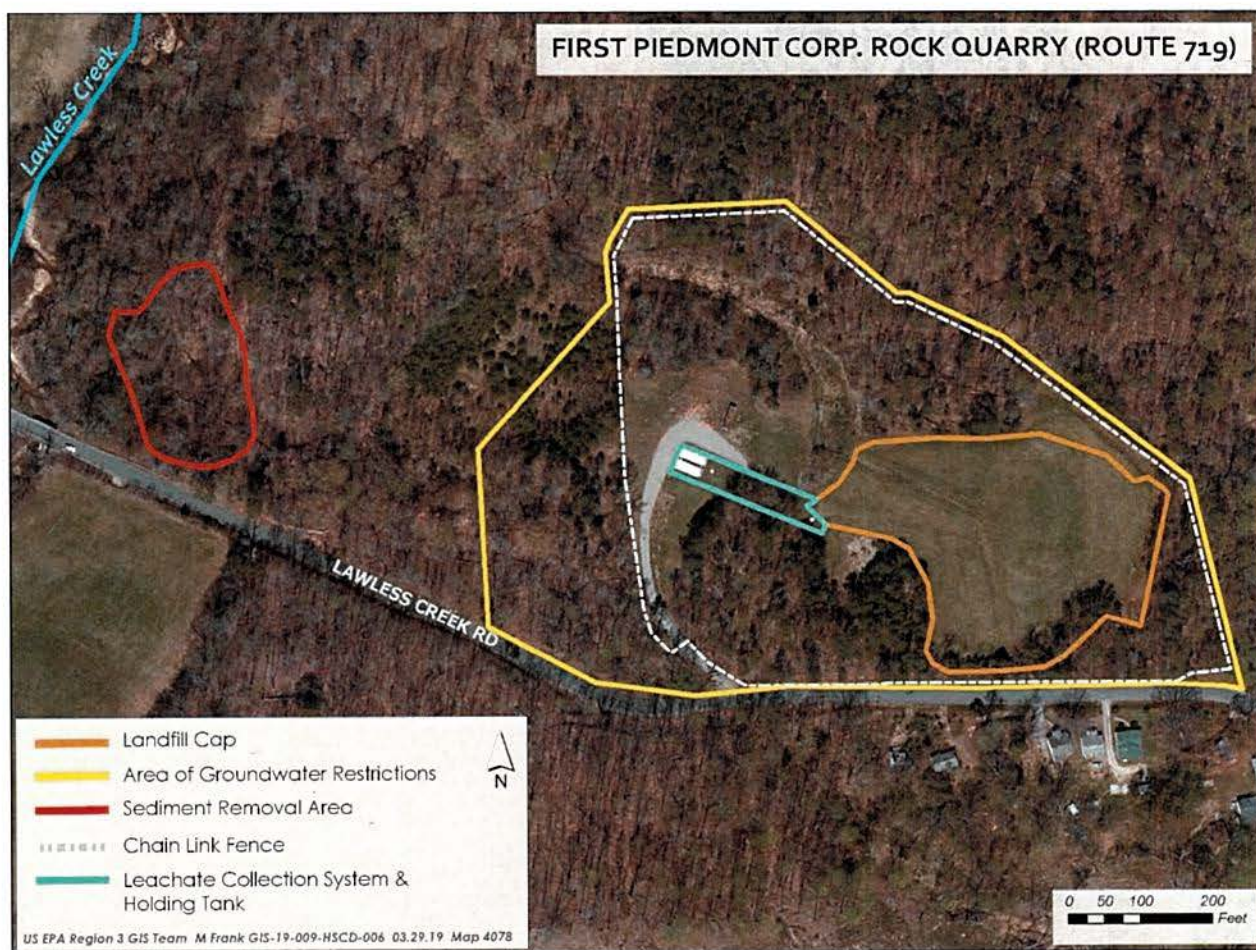 FIRST PIEDMONT CORP. ROCK QUARRY (ROUTE 719)
Lawless Creek
LAWLESS CREEK RD
Landfill Cap
Area of Groundwater Restrictions
Sediment Removal Area
Chain Link Fence
Leachate Collection System &
Holding Tank
N
0 50 100 200
Feet
US EPA Region 3 GIS Team M Frank GIS-19-009-HSCD-006 03.29.19 Map 4078